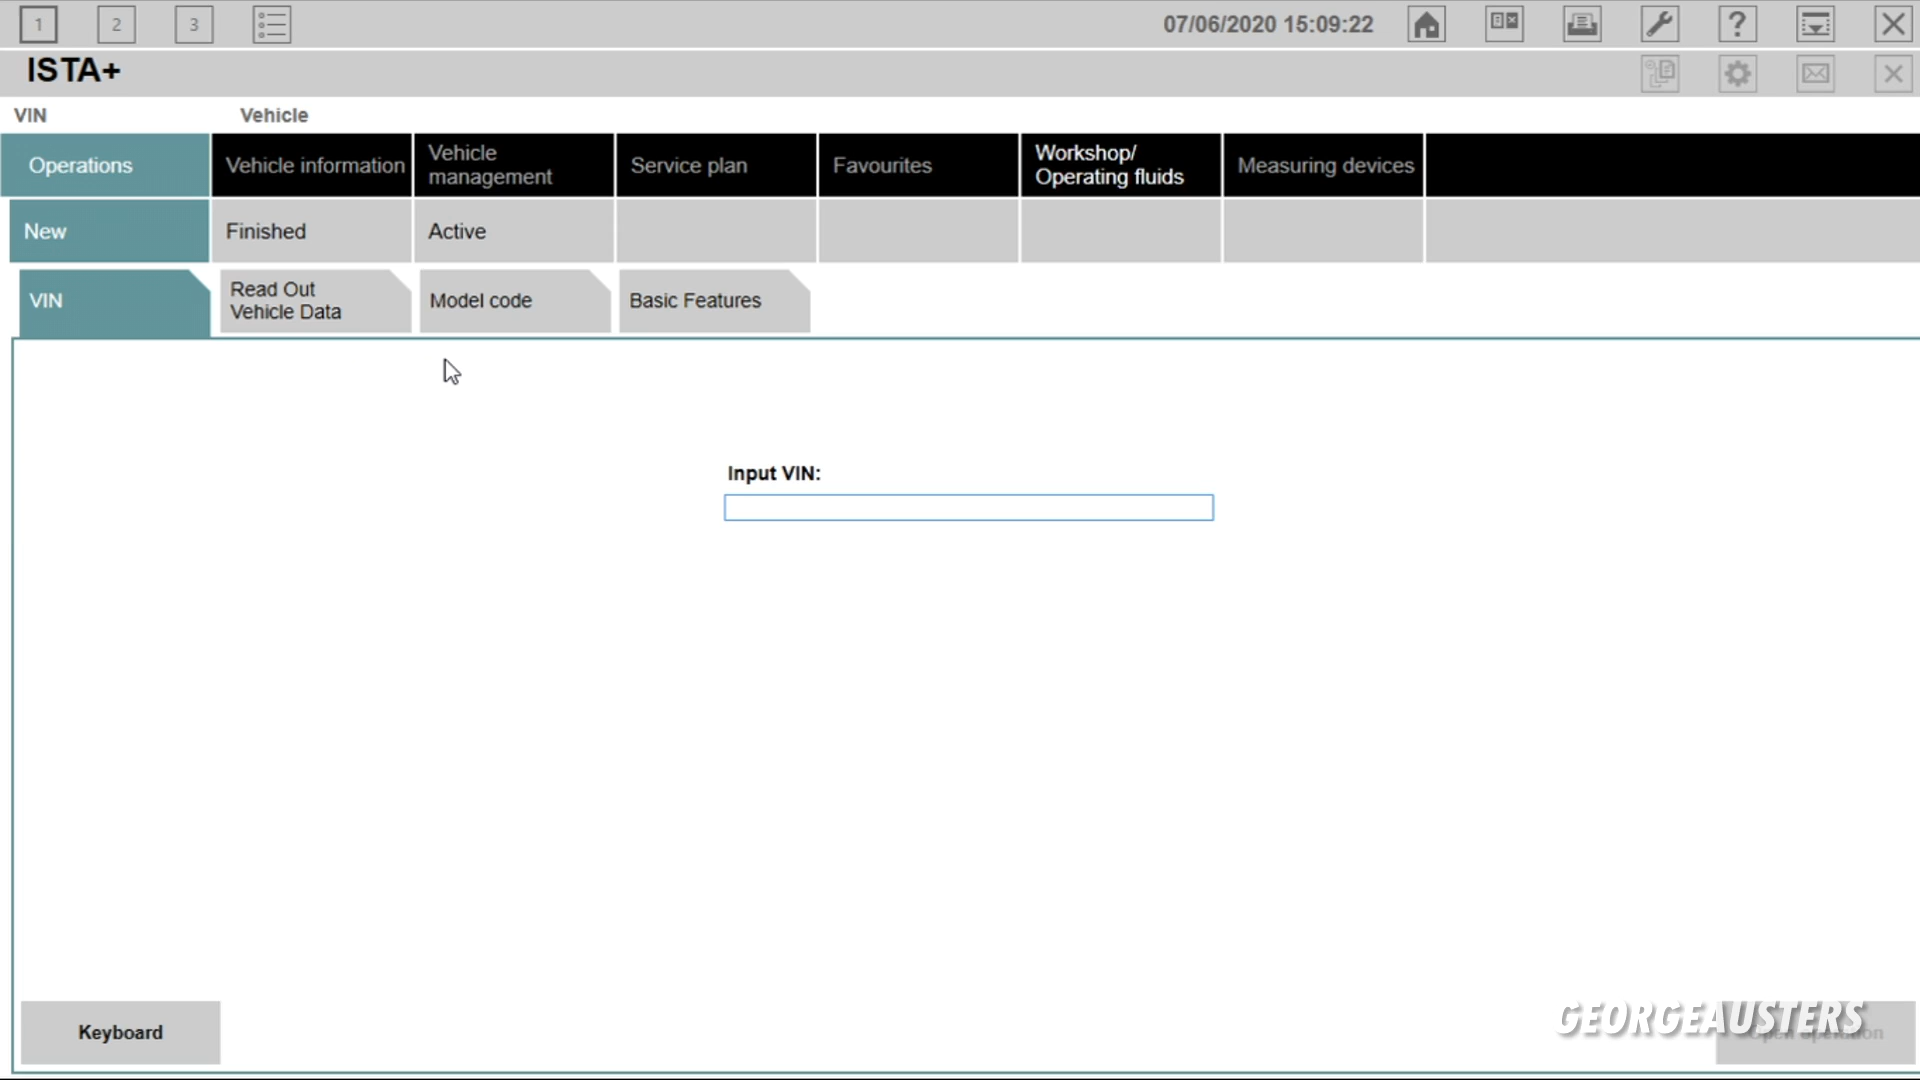 1 2 3 07/06/2020 15:09:22 ?
ISTA+
VIN Vehicle
Operations Vehicle information Vehicle management Service plan Favourites Workshop/ Operating fluids Measuring devices
New Finished Active
VIN Read Out Vehicle Data Model code Basic Features
Input VIN:
Keyboard
GEORGEAUSTERS
Open operation